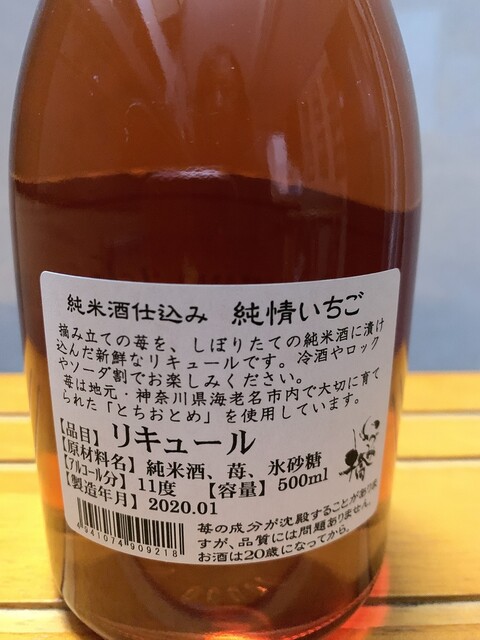 純米酒仕込み 純情いちご
摘み立ての苺を、しぼりたての純米酒に漬け
込んだ新鮮なリキュールです。冷酒やロック
やソーダ割でお楽しみください。
苺は地元・神奈川県海老名市内で大切に育て
られた「とちおとめ」を使用しています。
【品目】リキュール
【原材料名】純米酒、苺、氷砂糖
【アルコール分】11度 【容量】500ml
【製造年月】2020.01
4941074909218
苺の成分が沈殿することがありま
すが、品質には問題ありません。
お酒は20歳になってから。